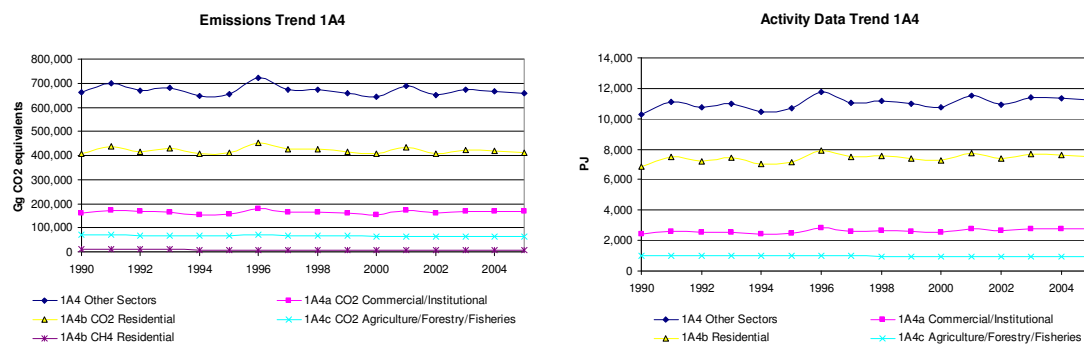 Emissions Trend 1A4
800,000
700,000
600,000
500,000
400,000
300,000
200,000
100,000
0
Gg CO2 equivalents
1990 1992 1994 1996 1998 2000 2002 2004
1A4 Other Sectors 1A4a CO2 Commercial/Institutional
1A4b CO2 Residential 1A4c CO2 Agriculture/Forestry/Fisheries
1A4b CH4 Residential
Activity Data Trend 1A4
14,000
12,000
10,000
8,000
6,000
4,000
2,000
0
PJ
1990 1992 1994 1996 1998 2000 2002 2004
1A4 Other Sectors 1A4a Commercial/Institutional
1A4b Residential 1A4c Agriculture/Forestry/Fisheries